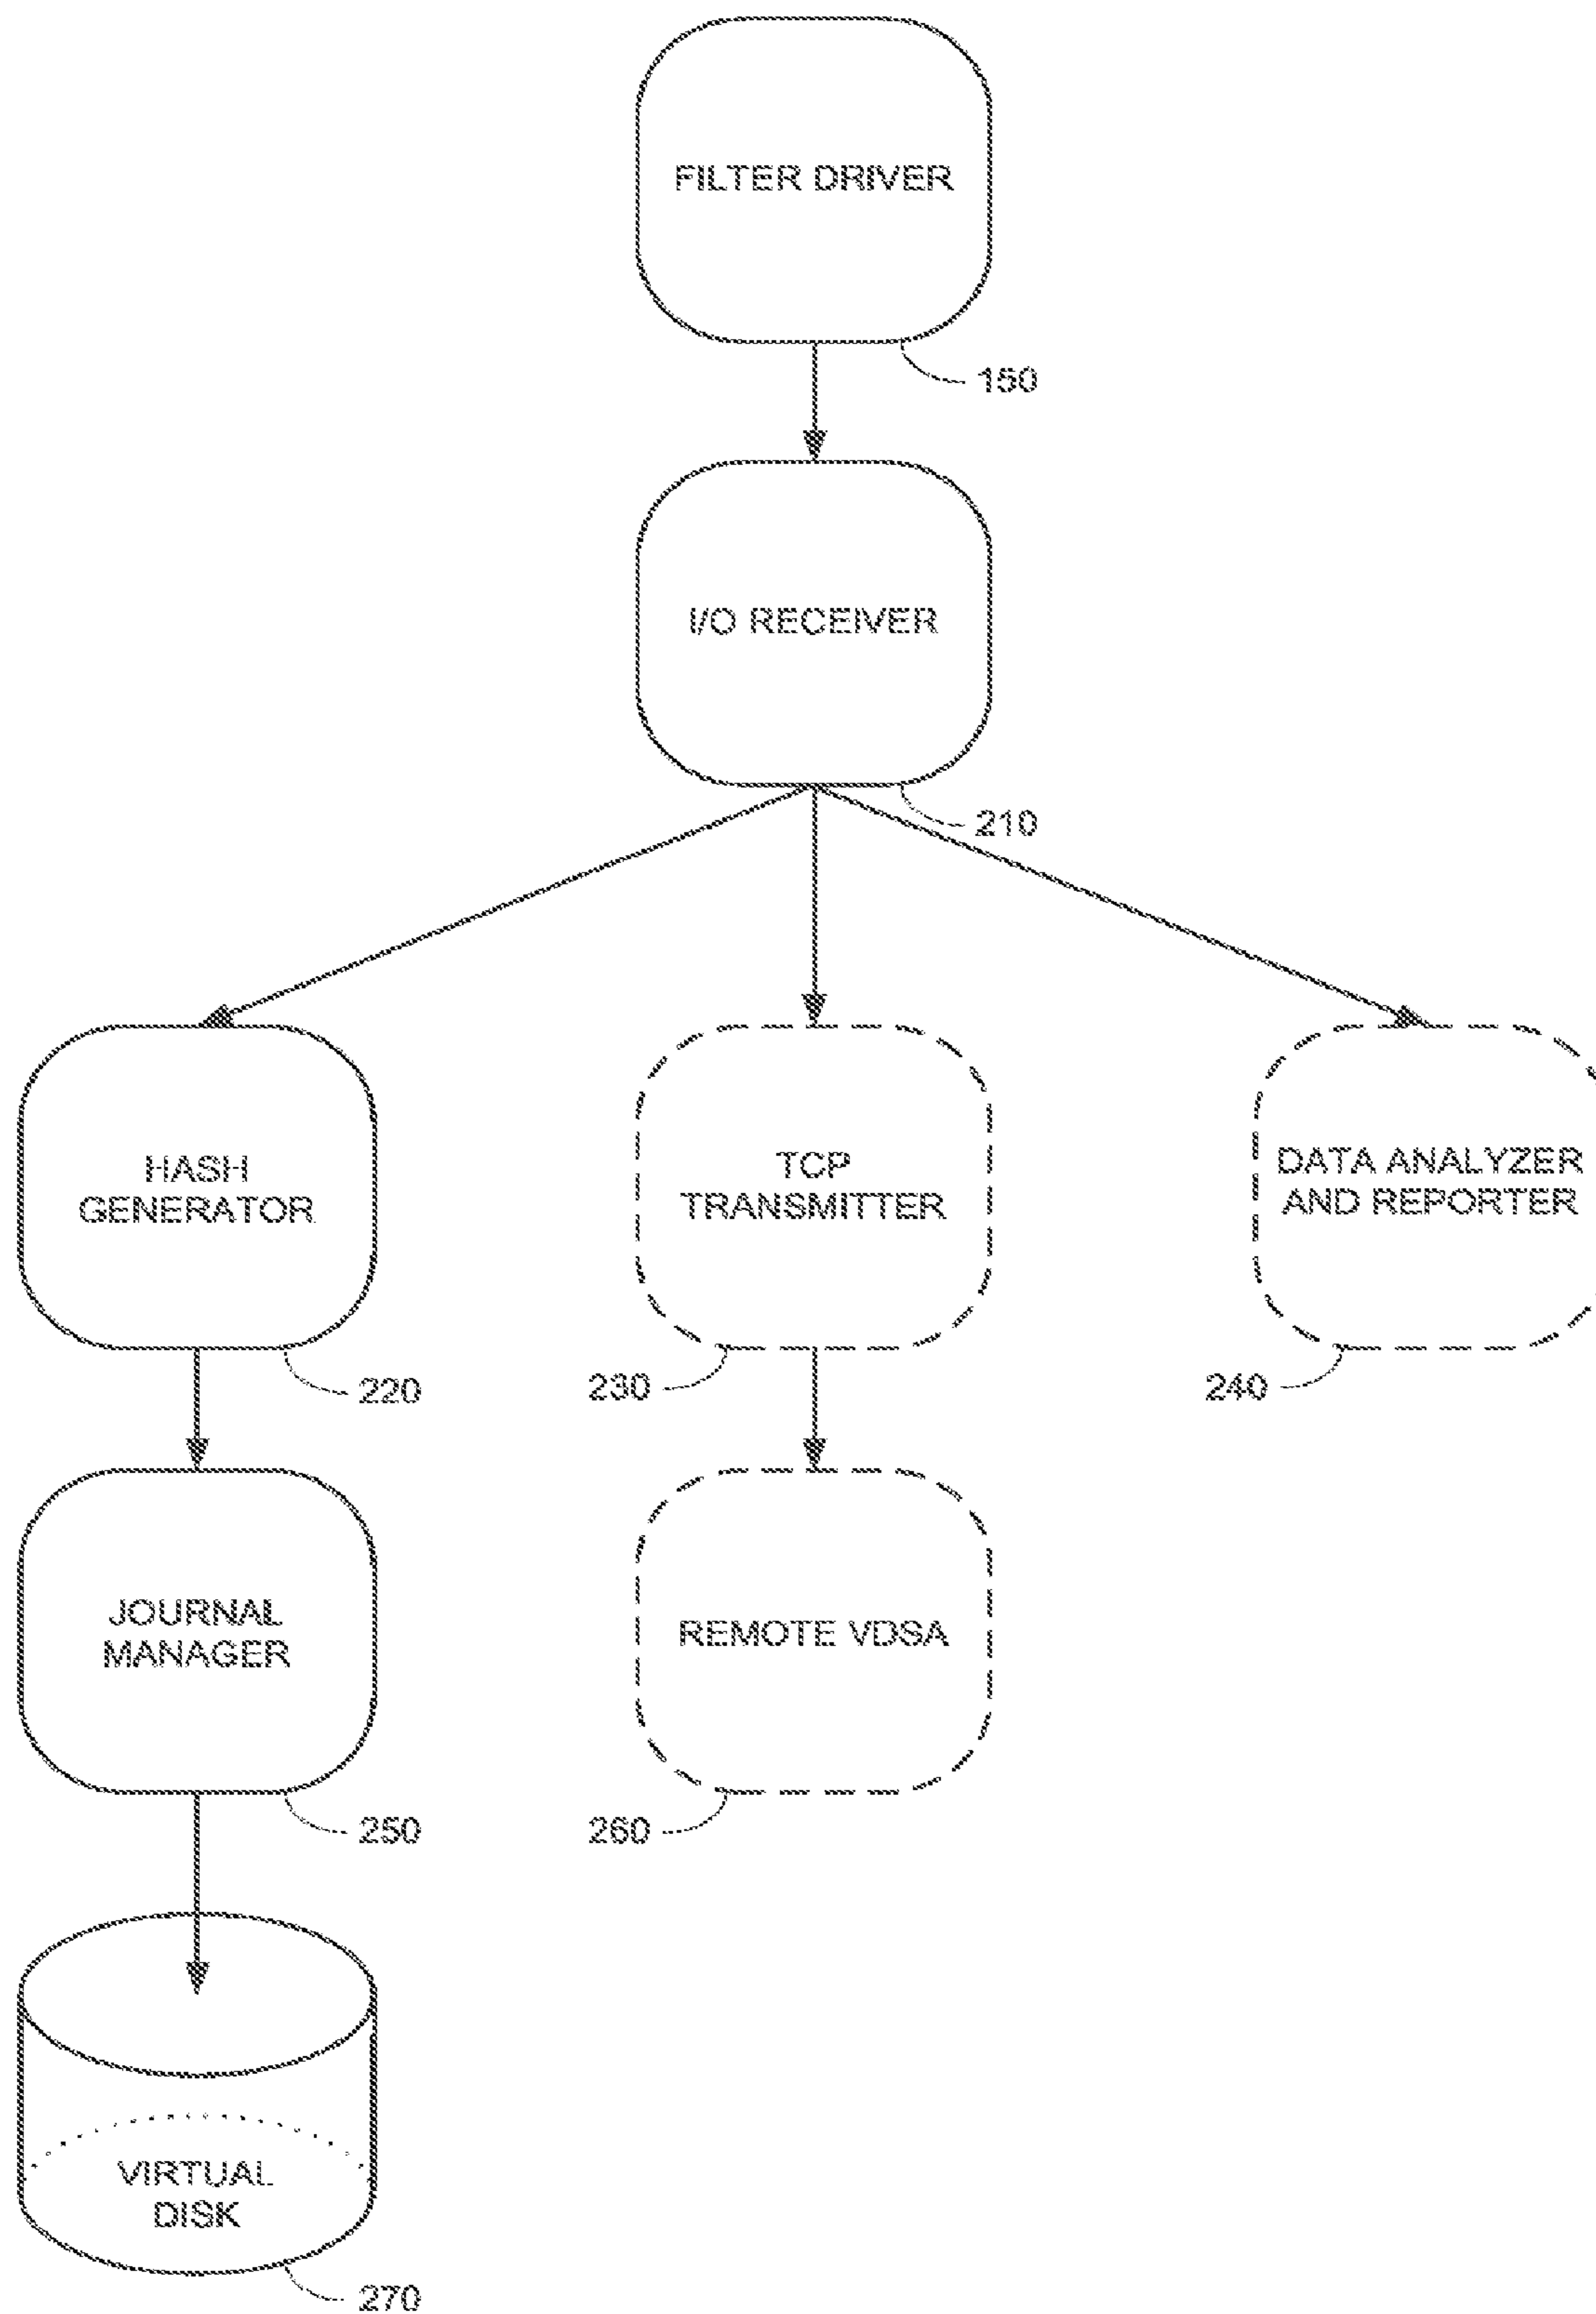 FILTER DRIVER
150
I/O RECEIVER
210
HASH
GENERATOR
220
TCP
TRANSMITTER
230
DATA ANALYZER
AND REPORTER
240
JOURNAL
MANAGER
250
REMOTE VDSA
260
VIRTUAL
DISK
270